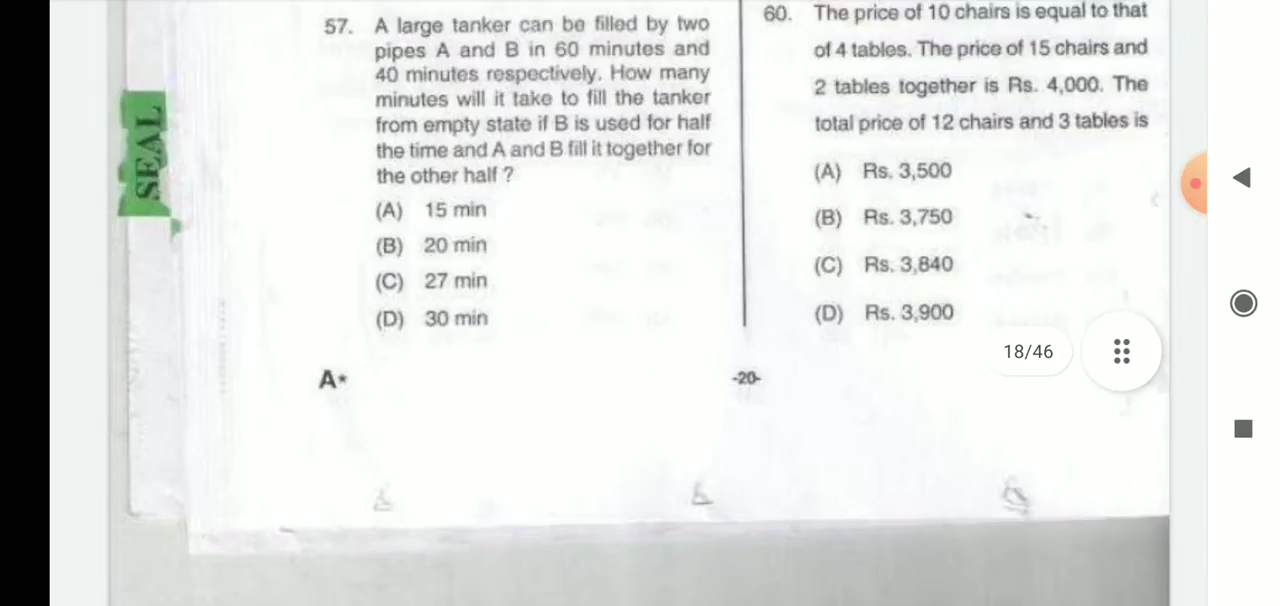 57. A large tanker can be filled by two
pipes A and B in 60 minutes and
40 minutes respectively. How many
minutes will it take to fill the tanker
from empty state if B is used for half
the time and A and B fill it together for
the other half ?
(A) 15 min
(B) 20 min
(C) 27 min
(D) 30 min
60. The price of 10 chairs is equal to that
of 4 tables. The price of 15 chairs and
2 tables together is Rs. 4,000. The
total price of 12 chairs and 3 tables is
(A) Rs. 3,500
(B) Rs. 3,750
(C) Rs. 3,840
(D) Rs. 3,900
SEAL
18/46
A*
-20-